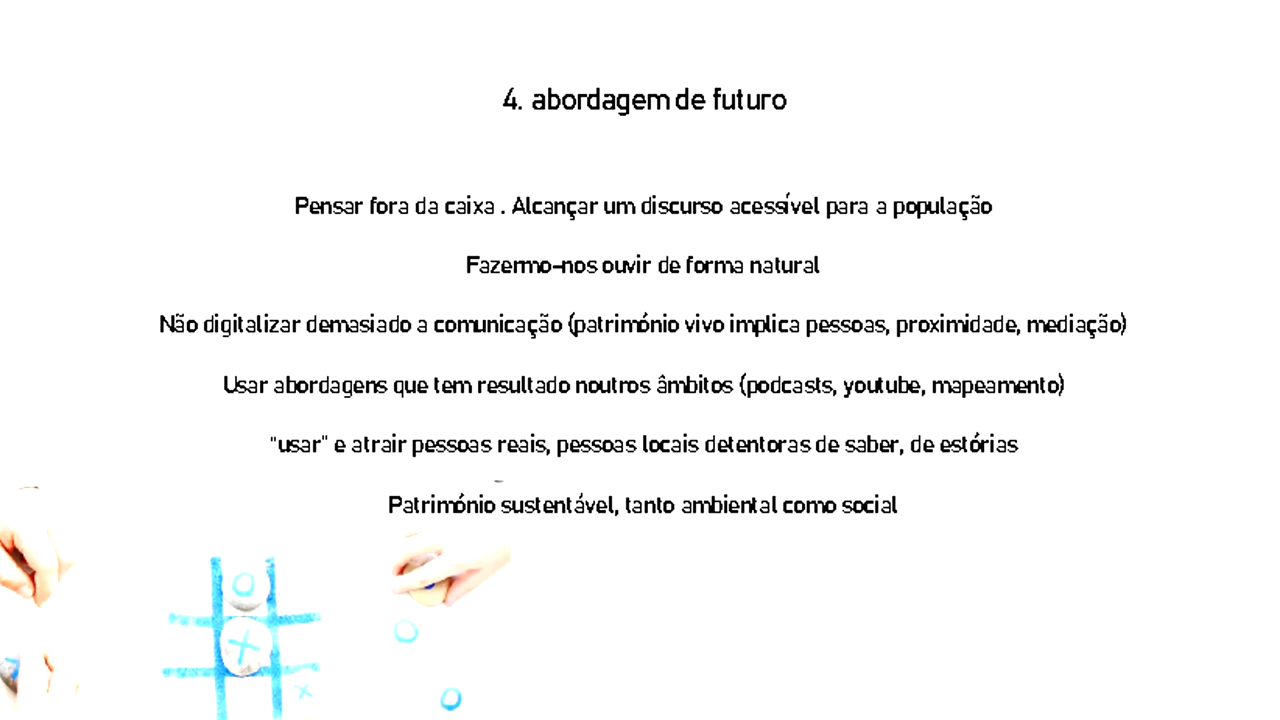 4. abordagem de futuro
Pensar fora da caixa . Alcançar um discurso acessível para a população
Fazermo-nos ouvir de forma natural
Não digitalizar demasiado a comunicação (património vivo implica pessoas, proximidade, mediação)
Usar abordagens que tem resultado noutros âmbitos (podcasts, youtube, mapeamento)
"usar" e atrair pessoas reais, pessoas locais detentoras de saber, de estórias
Património sustentável, tanto ambiental como social